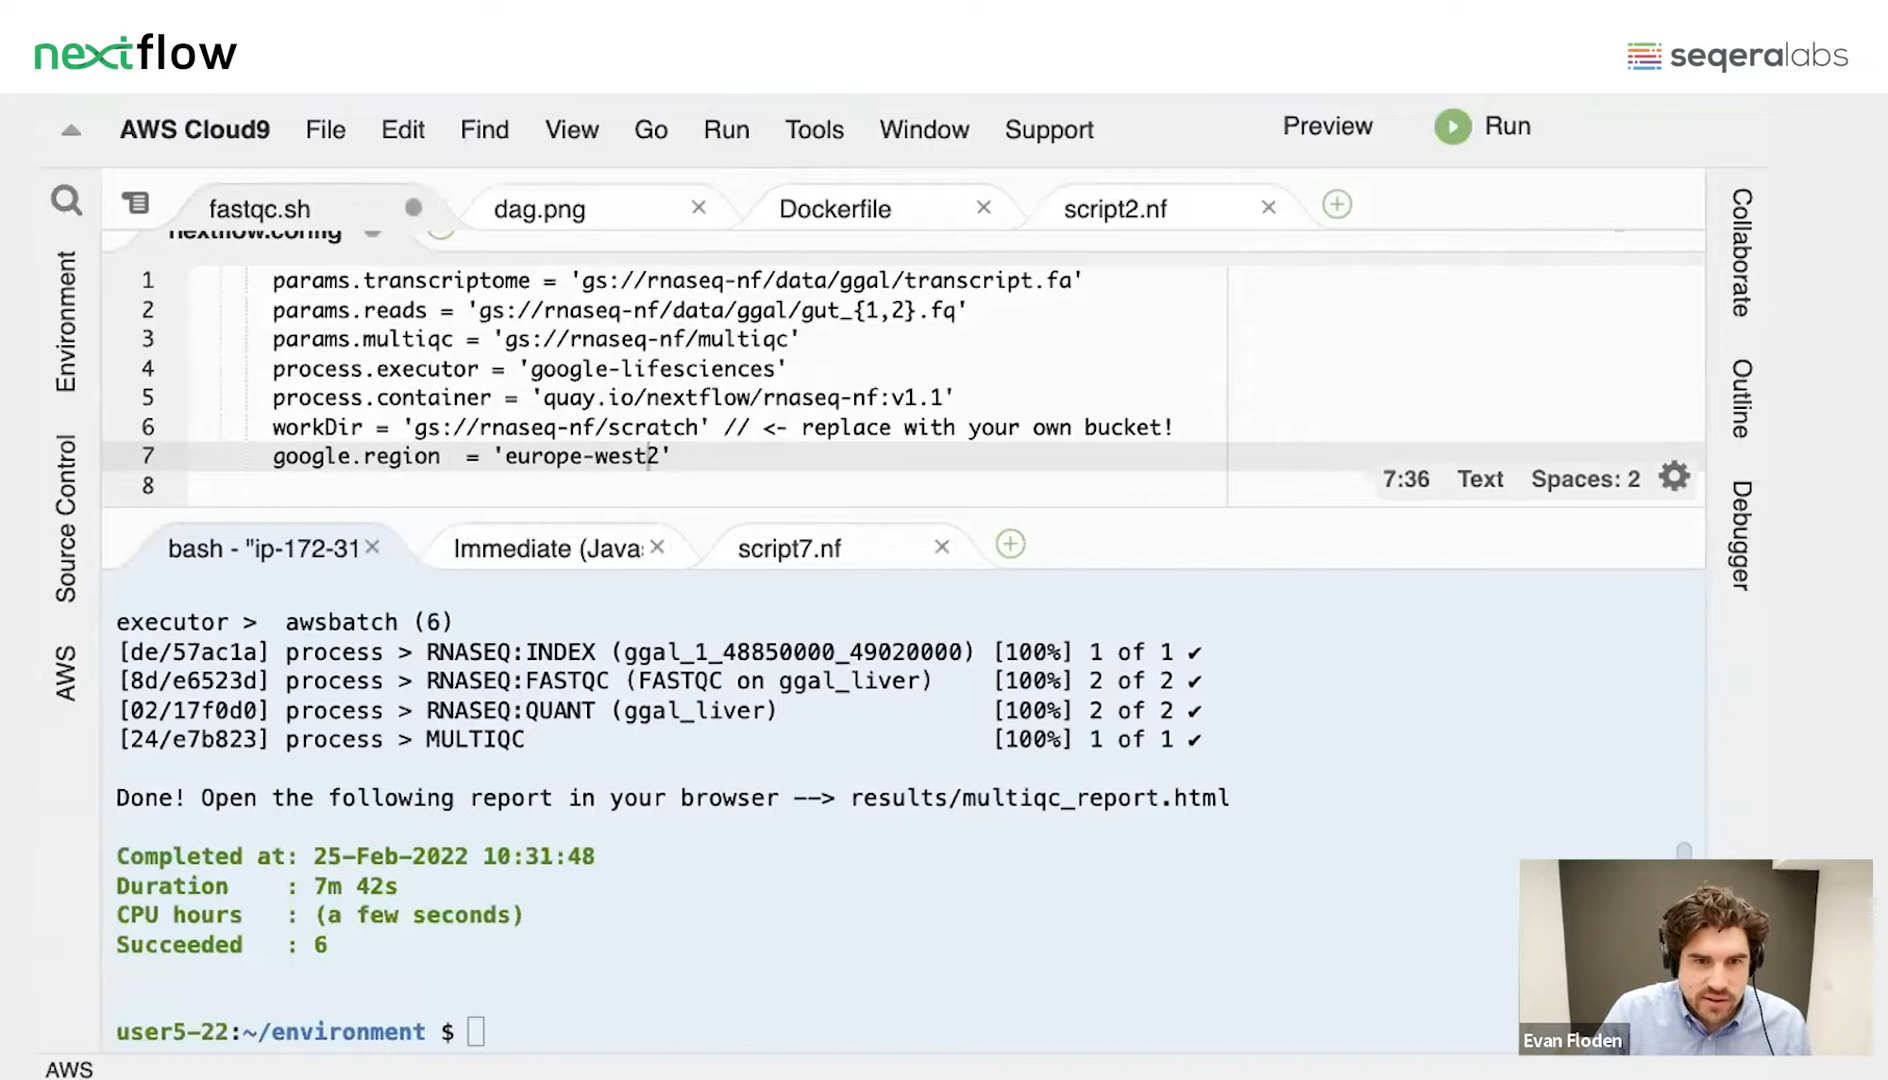 nextflow
seqeralabs
AWS Cloud9 File Edit Find View Go Run Tools Window Support Preview Run
fastqc.sh dag.png Dockerfile script2.nf
nextflow.config
1 params.transcriptome = 'gs://rnaseq-nf/data/ggal/transcript.fa'
2 params.reads = 'gs://rnaseq-nf/data/ggal/gut_{1,2}.fq'
3 params.multiqc = 'gs://rnaseq-nf/multiqc'
4 process.executor = 'google-lifesciences'
5 process.container = 'quay.io/nextflow/rnaseq-nf:v1.1'
6 workDir = 'gs://rnaseq-nf/scratch' // <- replace with your own bucket!
7 google.region  = 'europe-west2'
8
7:36 Text Spaces: 2
Environment
Source Control
AWS
Collaborate
Outline
Debugger
bash - "ip-172-31 Immediate (Java: script7.nf
executor >  awsbatch (6)
[de/57ac1a] process > RNASEQ:INDEX (ggal_1_48850000_49020000) [100%] 1 of 1 ✔
[8d/e6523d] process > RNASEQ:FASTQC (FASTQC on ggal_liver)    [100%] 2 of 2 ✔
[02/17f0d0] process > RNASEQ:QUANT (ggal_liver)               [100%] 2 of 2 ✔
[24/e7b823] process > MULTIQC                                 [100%] 1 of 1 ✔
Done! Open the following report in your browser --> results/multiqc_report.html
Completed at: 25-Feb-2022 10:31:48
Duration    : 7m 42s
CPU hours   : (a few seconds)
Succeeded   : 6
user5-22:~/environment $
Evan Floden
AWS